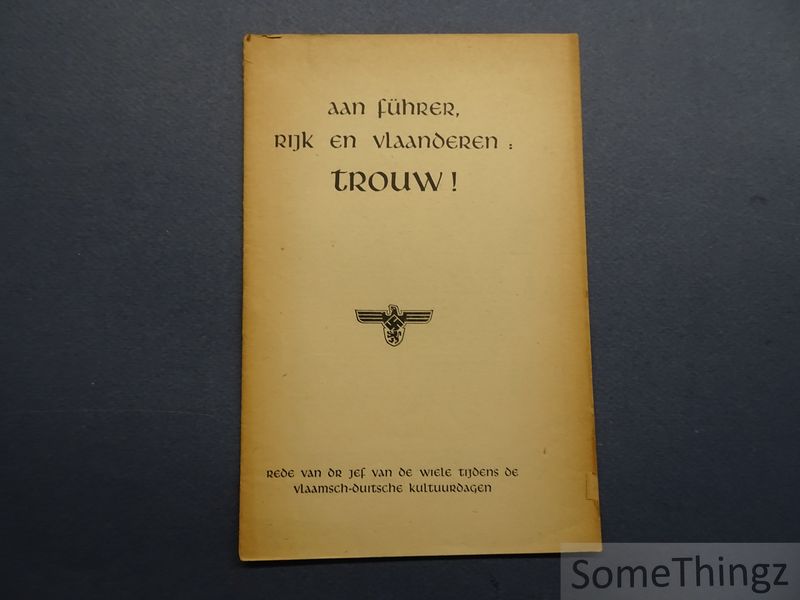 aan führer,
rijk en vlaanderen :
trouw !
rede van dr jef van de wiele tijdens de
vlaamsch-duitsche kultuurdagen
SomeThingz